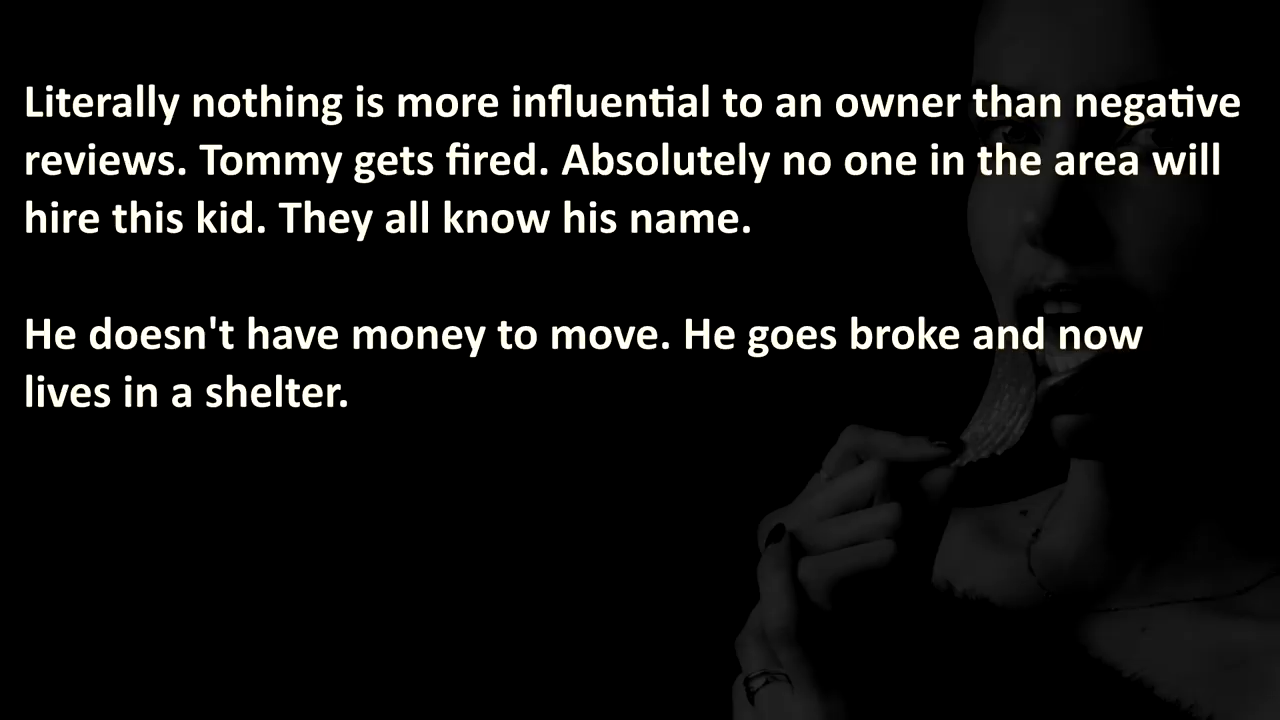 Literally nothing is more influential to an owner than negative
reviews. Tommy gets fired. Absolutely no one in the area will
hire this kid. They all know his name.
He doesn't have money to move. He goes broke and now
lives in a shelter.